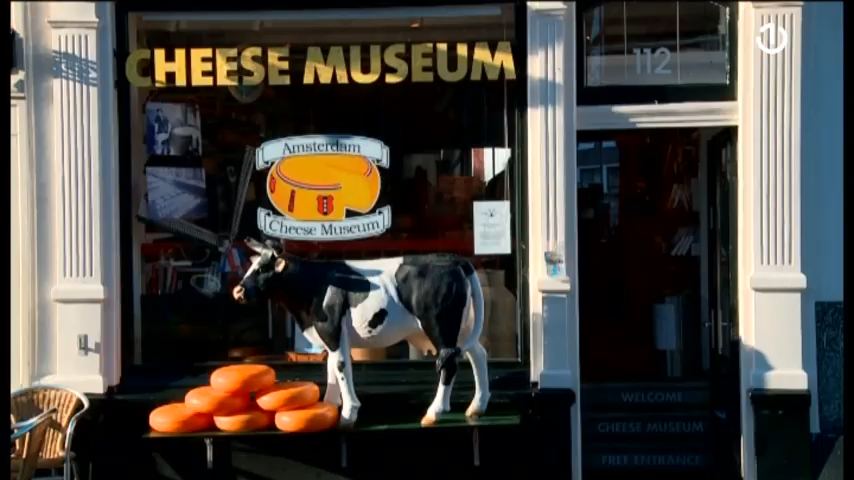 CHEESE MUSEUM
112
Amsterdam
Cheese Museum
WELCOME
CHEESE MUSEUM
FREE ENTRANCE